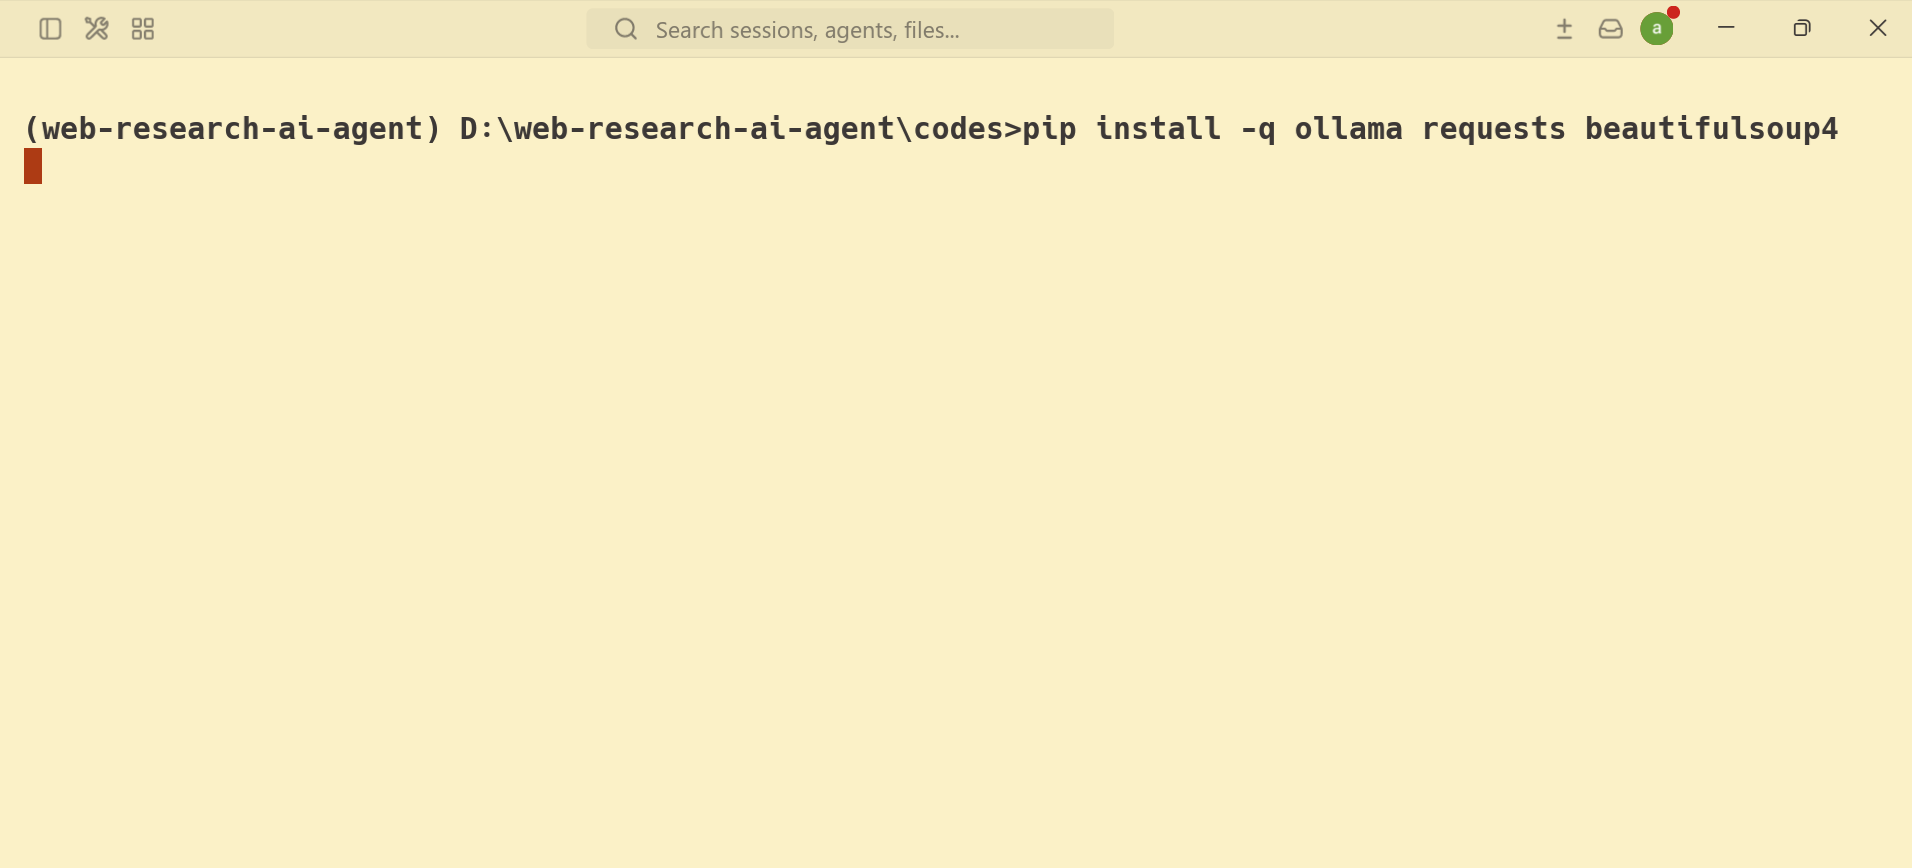 Search sessions, agents, files...
a
(web-research-ai-agent) D:\web-research-ai-agent\codes>pip install -q ollama requests beautifulsoup4